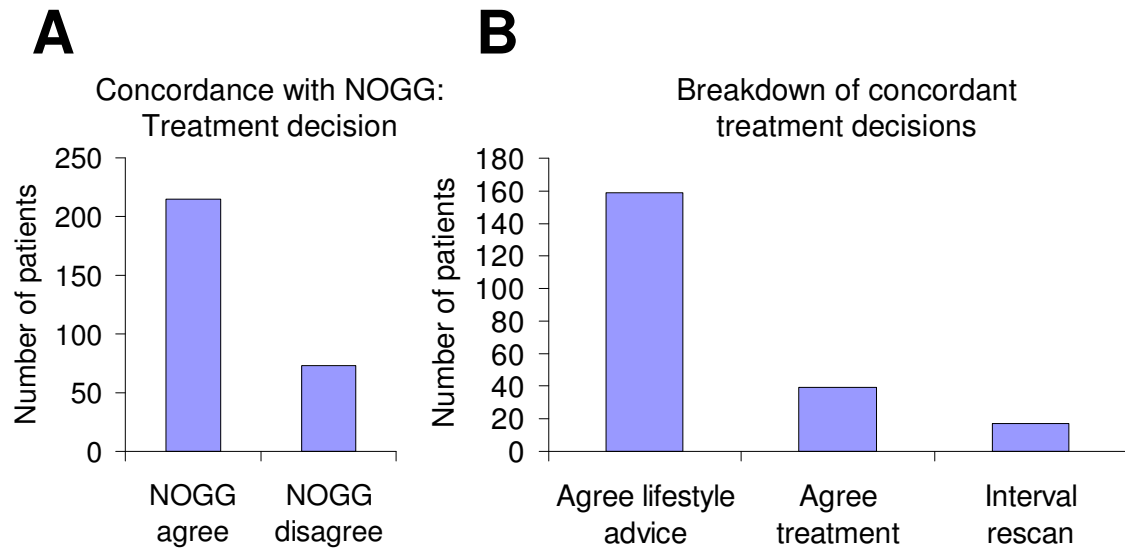 A
Concordance with NOGG:
Treatment decision
Number of patients
250
200
150
100
50
0
NOGG
agree
NOGG
disagree
B
Breakdown of concordant
treatment decisions
Number of patients
180
160
140
120
100
80
60
40
20
0
Agree lifestyle
advice
Agree
treatment
Interval
rescan